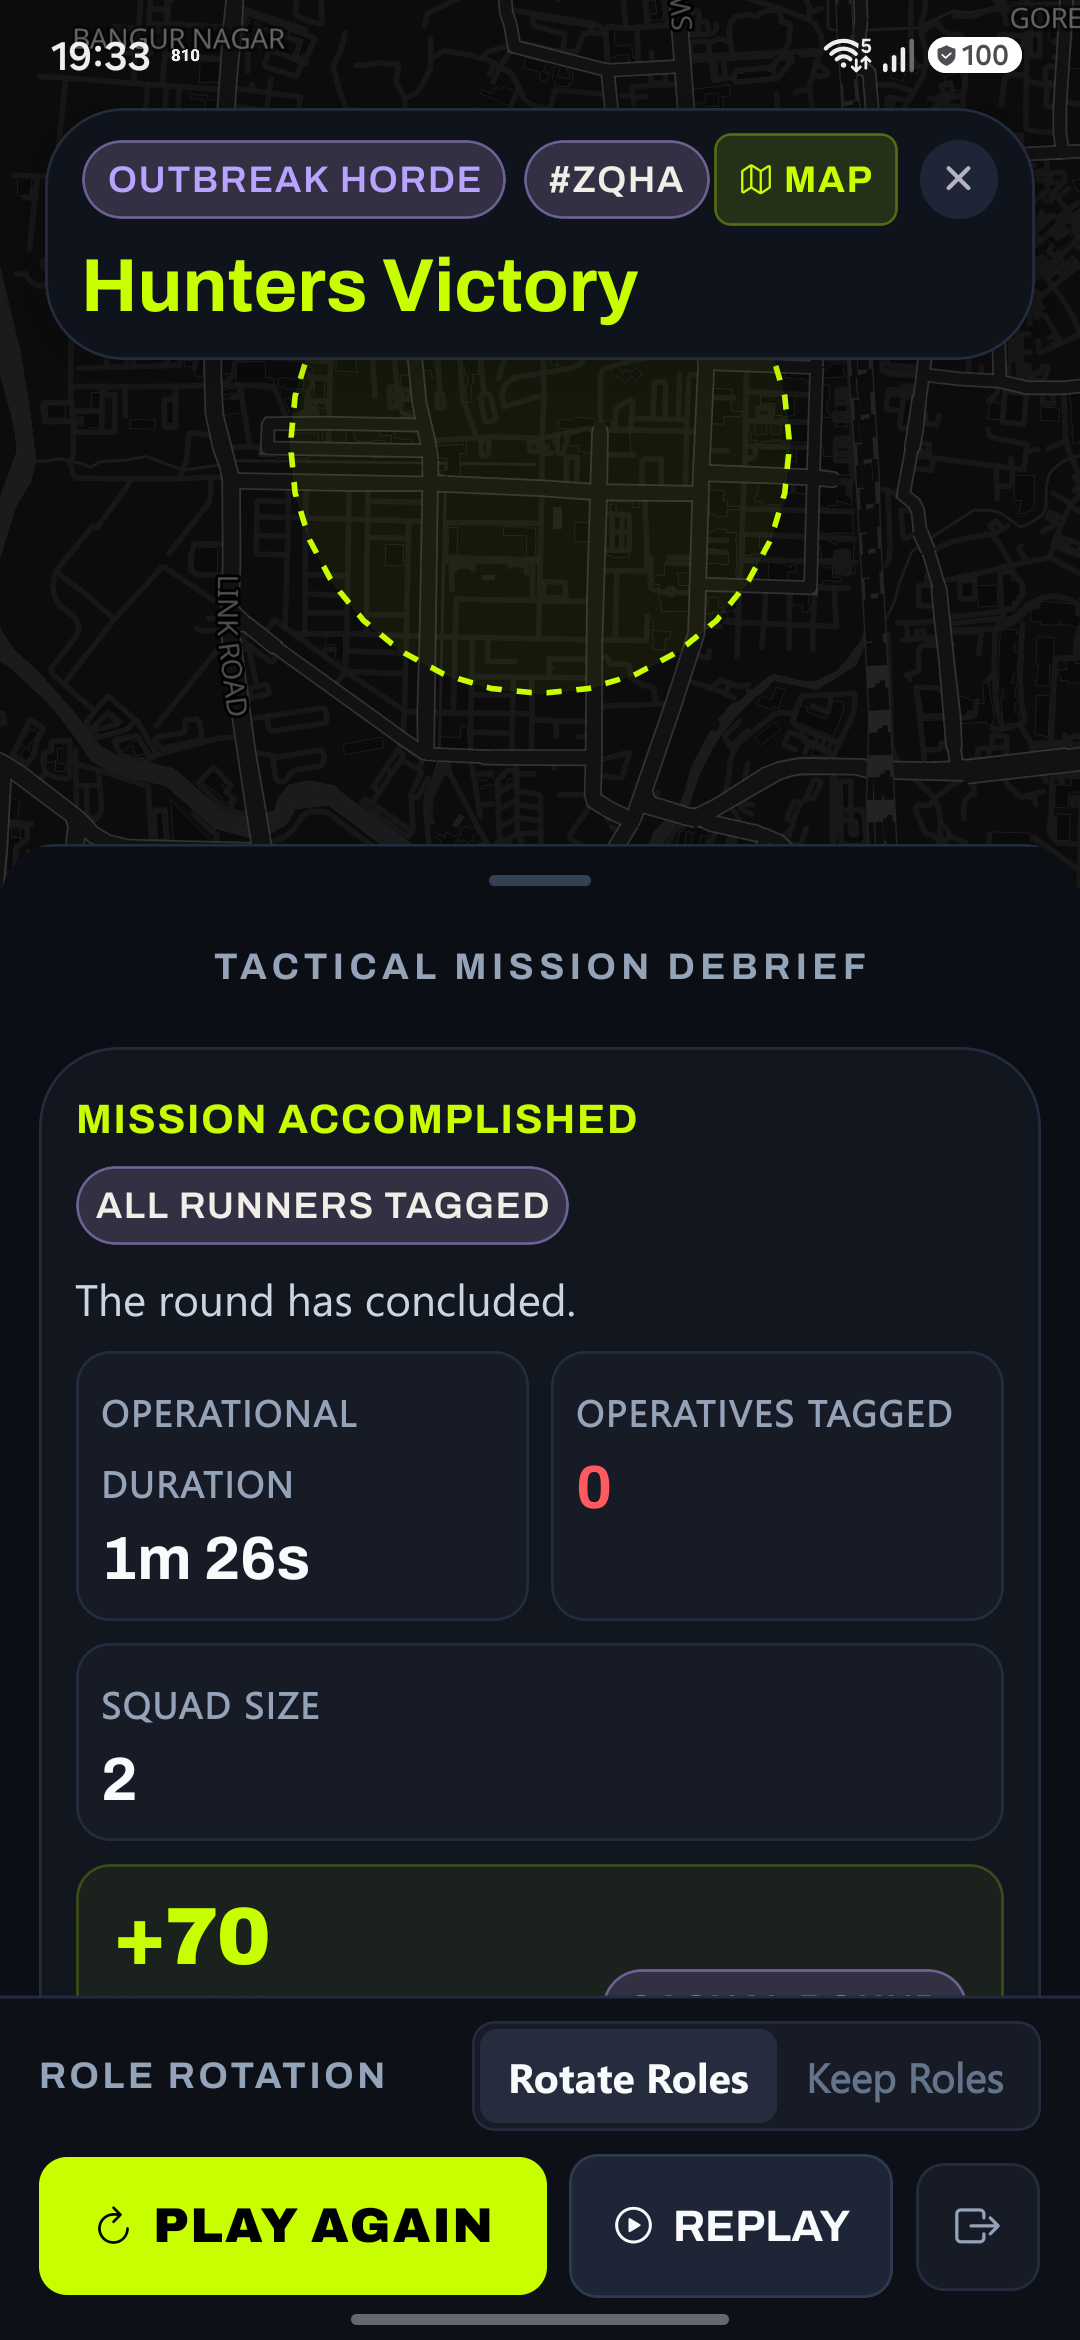 BANGUR NAGAR
GORE
19:33
810
5
100
OUTBREAK HORDE
#ZQHA
MAP
Hunters Victory
LINK ROAD
TACTICAL MISSION DEBRIEF
MISSION ACCOMPLISHED
ALL RUNNERS TAGGED
The round has concluded.
OPERATIONAL
DURATION
1m 26s
OPERATIVES TAGGED
0
SQUAD SIZE
2
+70
ROLE ROTATION
Rotate Roles
Keep Roles
PLAY AGAIN
REPLAY